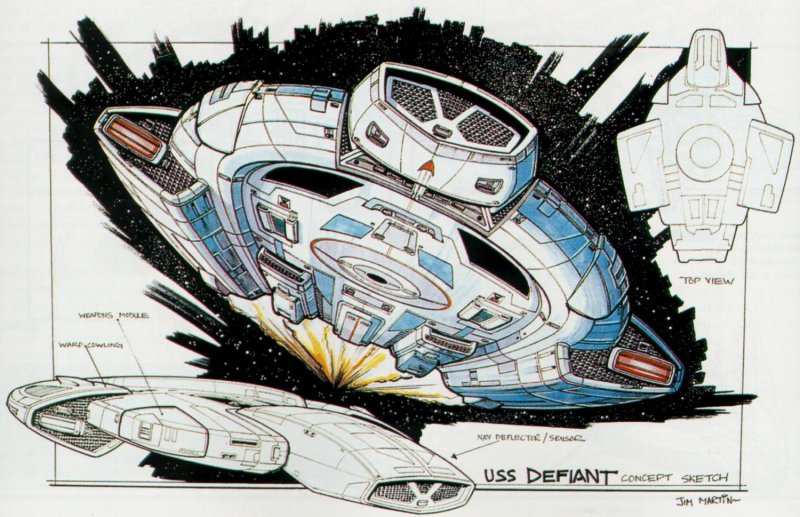 TOP VIEW
WEAPONS MODULE
WARP COWLING
NAV DEFLECTOR/SENSOR
USS DEFIANT CONCEPT SKETCH
JIM MARTIN